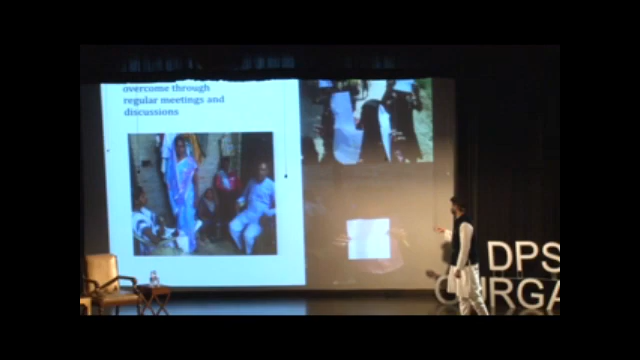 overcome through
regular meetings and
discussions
DPS
GURGA